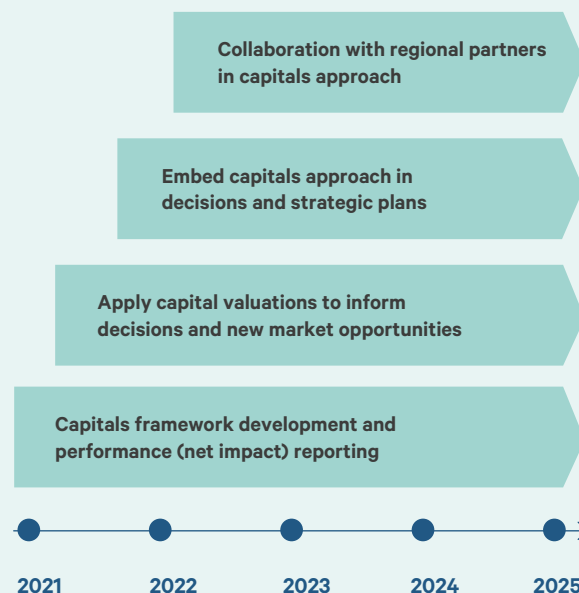 Collaboration with regional partners
in capitals approach
Embed capitals approach in
decisions and strategic plans
Apply capital valuations to inform
decisions and new market opportunities
Capitals framework development and
performance (net impact) reporting
2021 2022 2023 2024 2025